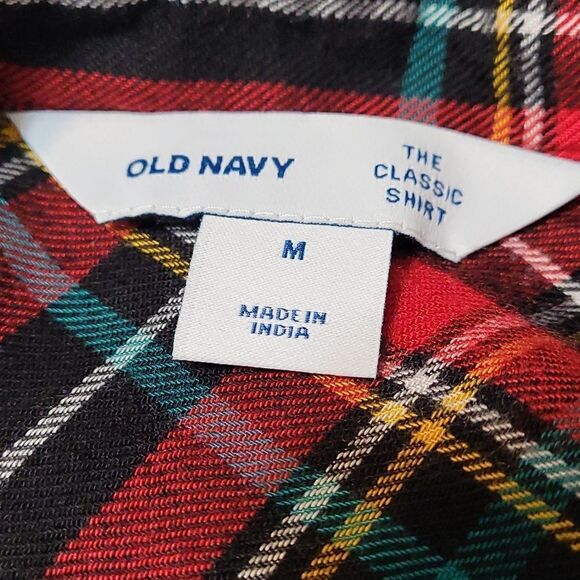 OLD NAVY
THE
CLASSIC
SHIRT
M
MADE IN
INDIA